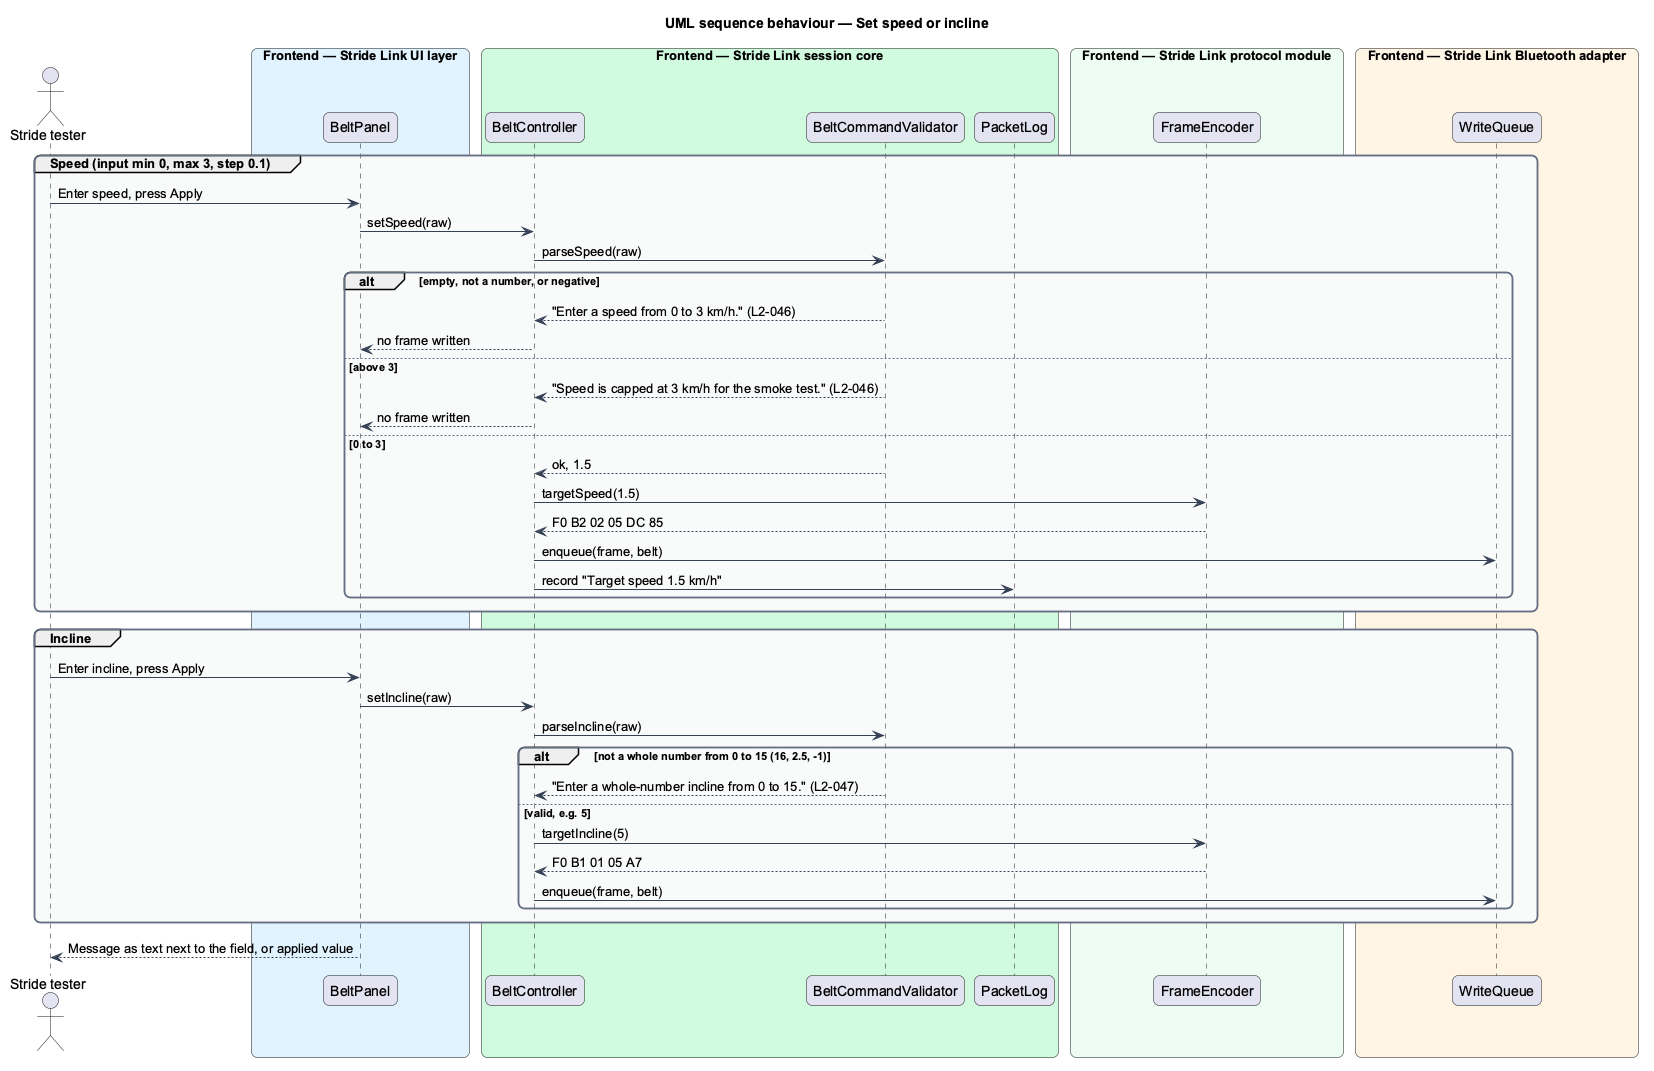 UML sequence behaviour — Set speed or incline
Frontend — Stride Link UI layer
Frontend — Stride Link session core
Frontend — Stride Link protocol module
Frontend — Stride Link Bluetooth adapter
Stride tester
BeltPanel
BeltController
BeltCommandValidator
PacketLog
FrameEncoder
WriteQueue
Speed (input min 0, max 3, step 0.1)
Enter speed, press Apply
setSpeed(raw)
parseSpeed(raw)
alt
[empty, not a number, or negative]
"Enter a speed from 0 to 3 km/h." (L2-046)
no frame written
[above 3]
"Speed is capped at 3 km/h for the smoke test." (L2-046)
no frame written
[0 to 3]
ok, 1.5
targetSpeed(1.5)
F0 B2 02 05 DC 85
enqueue(frame, belt)
record "Target speed 1.5 km/h"
Incline
Enter incline, press Apply
setIncline(raw)
parseIncline(raw)
alt
[not a whole number from 0 to 15 (16, 2.5, -1)]
"Enter a whole-number incline from 0 to 15." (L2-047)
[valid, e.g. 5]
targetIncline(5)
F0 B1 01 05 A7
enqueue(frame, belt)
Message as text next to the field, or applied value
Stride tester
BeltPanel
BeltController
BeltCommandValidator
PacketLog
FrameEncoder
WriteQueue